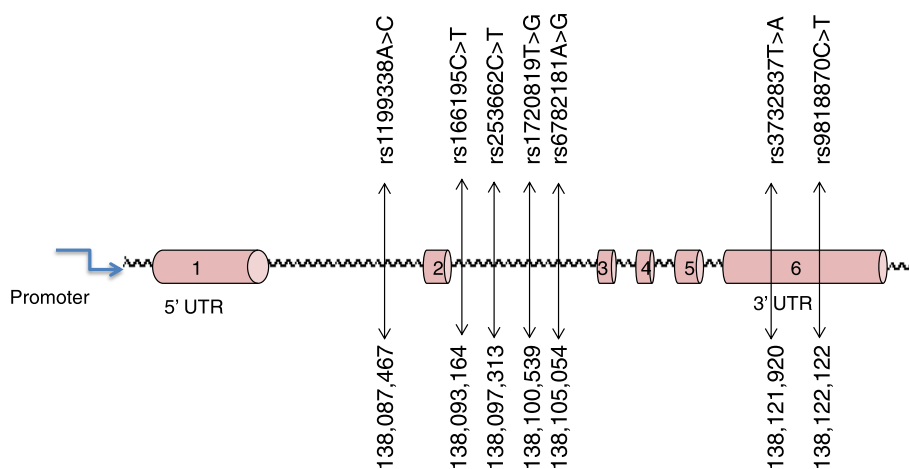 rs1199338A>C
rs166195C>T
rs253662C>T
rs1720819T>G
rs6782181A>G
rs3732837T>A
rs9818870C>T
1
2
3
4
5
6
Promoter
5' UTR
3' UTR
138,087,467
138,093,164
138,097,313
138,100,539
138,105,054
138,121,920
138,122,122